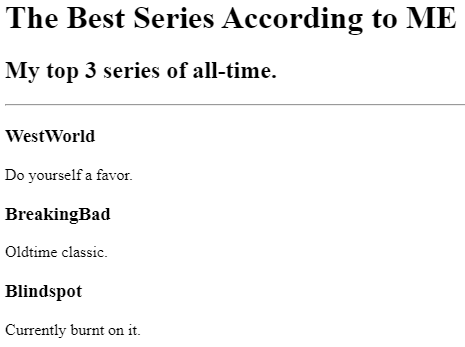 The Best Series According to ME
My top 3 series of all-time.
WestWorld
Do yourself a favor.
BreakingBad
Oldtime classic.
Blindspot
Currently burnt on it.